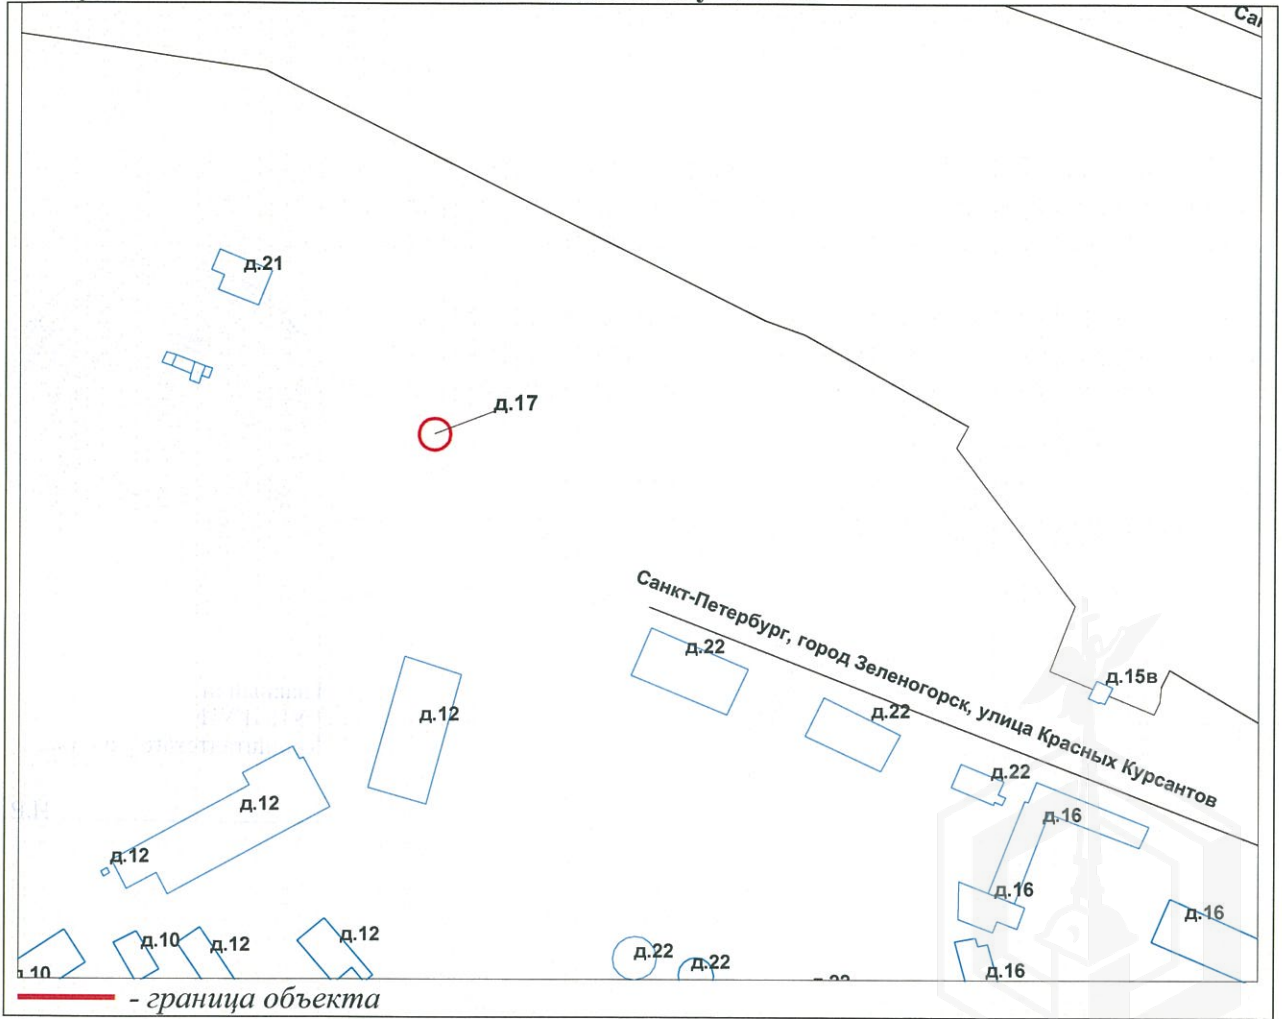 Сан
д.21
д.17
Санкт-Петербург, город Зеленогорск, улица Красных Курсантов
д.22
д.15в
д.12
д.22
д.22
д.12
д.16
д.12
д.16
д.16
д.10
д.12
д.12
д.22
д.22
д.16
д.10
- граница объекта